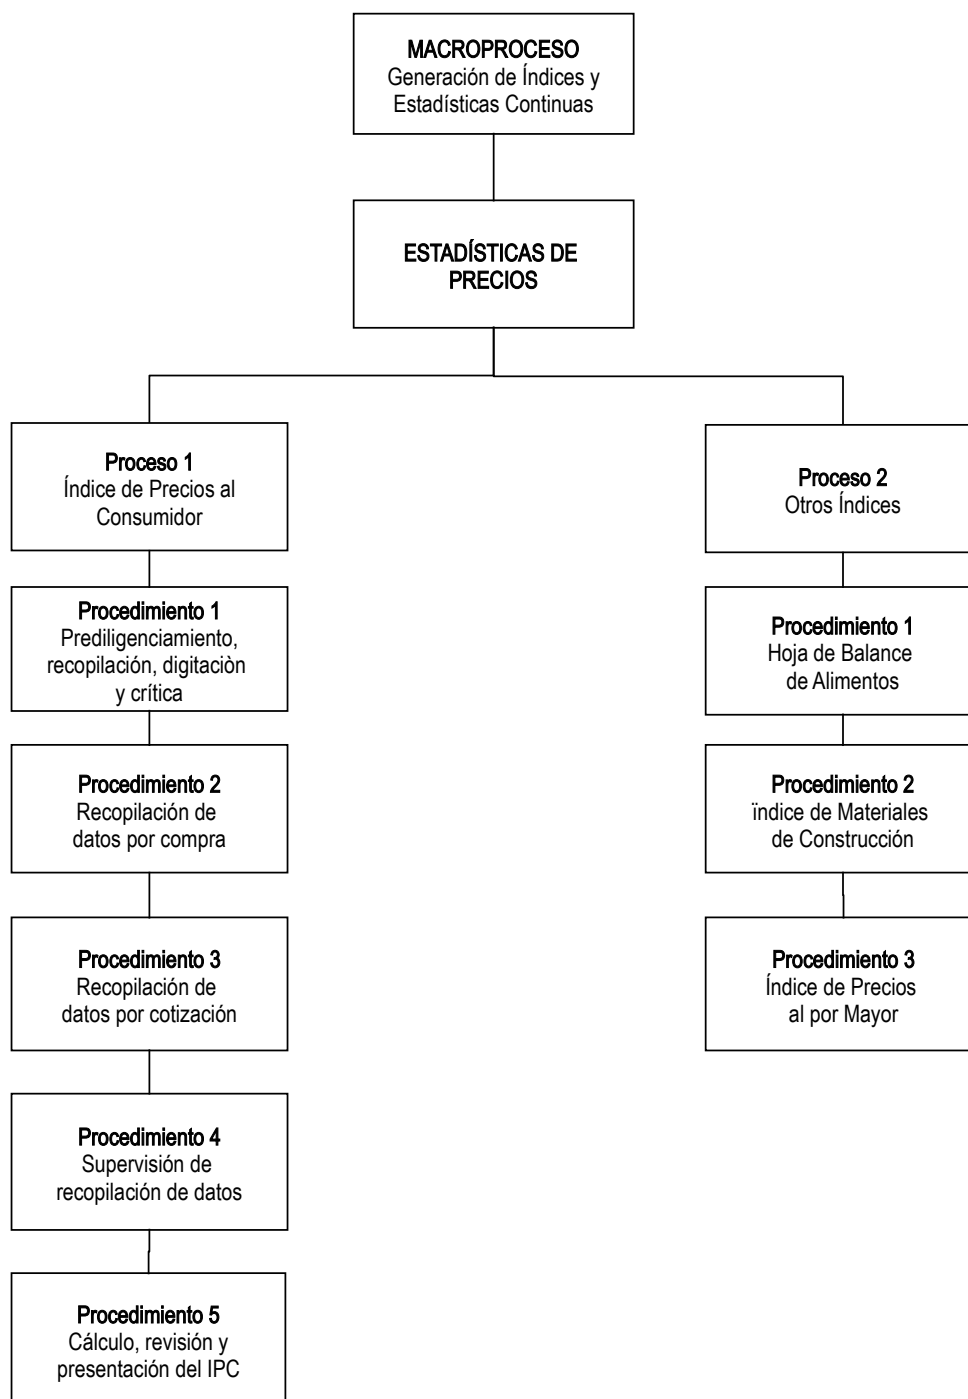 MACROPROCESO
Generación de Índices y
Estadísticas Continuas
ESTADÍSTICAS DE
PRECIOS
Proceso 1
Índice de Precios al
Consumidor
Procedimiento 1
Prediligenciamiento,
recopilación, digitaciòn
y crítica
Procedimiento 2
Recopilación de
datos por compra
Procedimiento 3
Recopilación de
datos por cotización
Procedimiento 4
Supervisión de
recopilación de datos
Procedimiento 5
Cálculo, revisión y
presentación del IPC
Proceso 2
Otros Índices
Procedimiento 1
Hoja de Balance
de Alimentos
Procedimiento 2
ïndice de Materiales
de Construcción
Procedimiento 3
Índice de Precios
al por Mayor